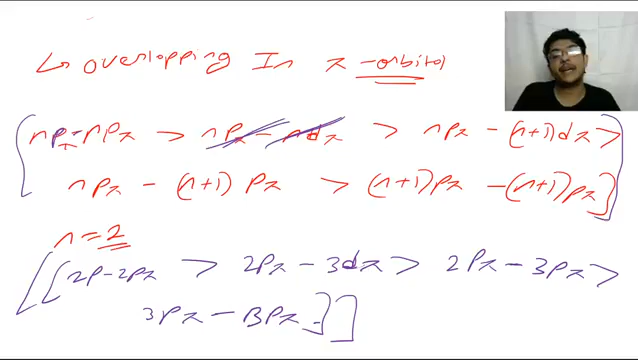 ↳ overlapping In π-orbital
[nPπ-nPπ > nPπ - ndπ > nPπ - (n+1)dπ >
nPπ - (n+1)Pπ > (n+1)Pπ - (n+1)Pπ]
n = 2
[[2P-2Pπ > 2Pπ - 3dπ > 2Pπ - 3Pπ >
3Pπ - 3Pπ]]